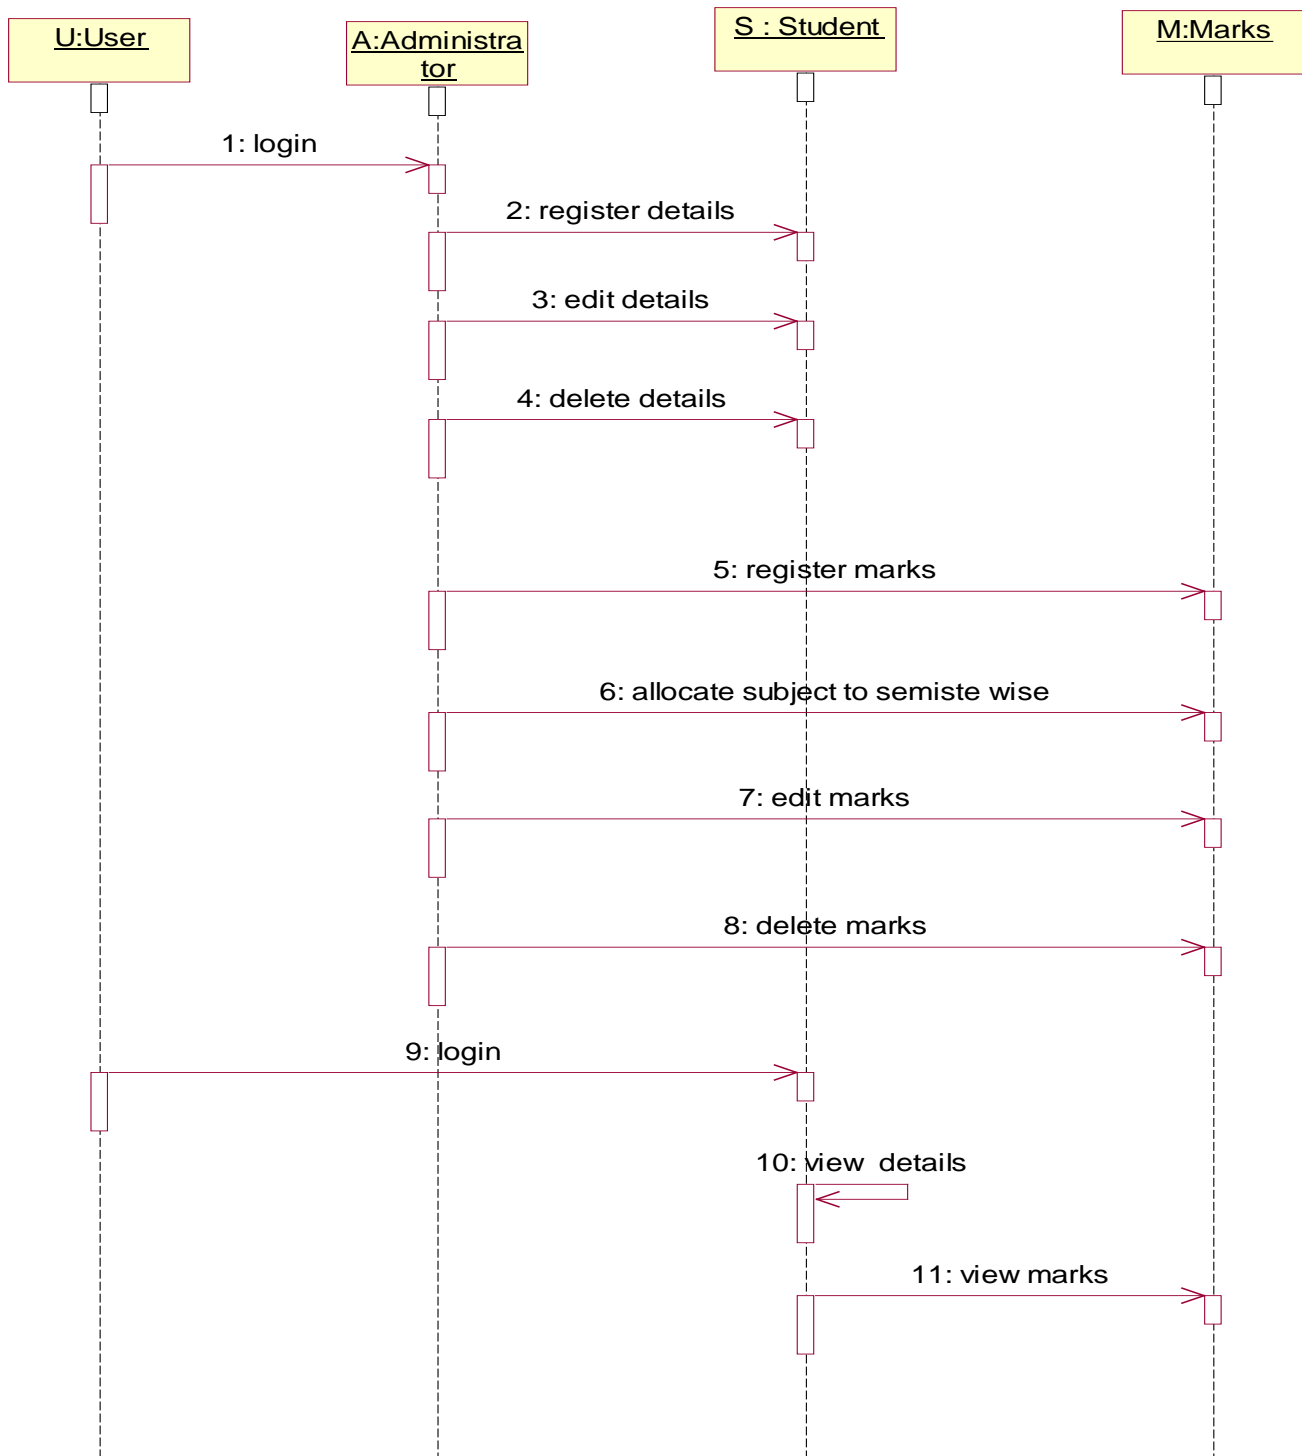 U:User
A:Administra
tor
S : Student
M:Marks
1: login
2: register details
3: edit details
4: delete details
5: register marks
6: allocate subject to semiste wise
7: edit marks
8: delete marks
9: login
10: view  details
11: view marks